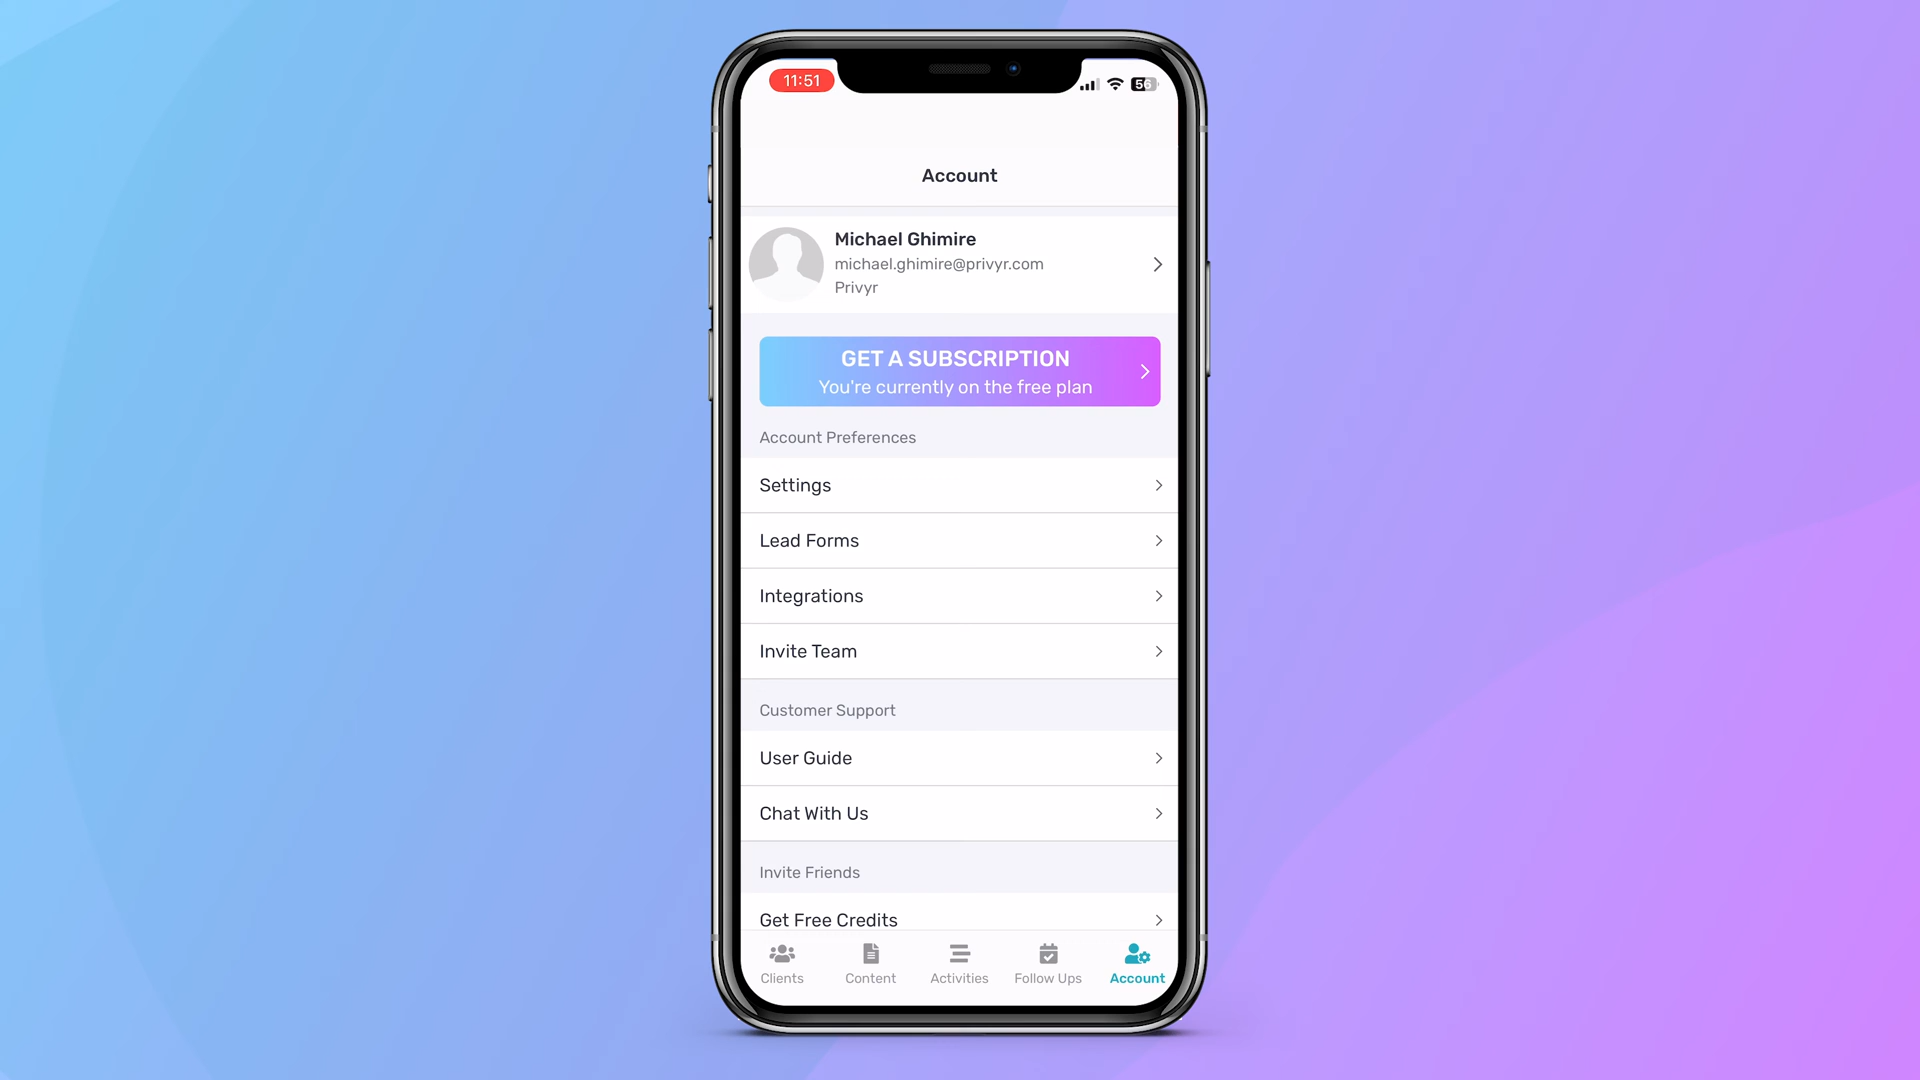 11:51
56
Account
Michael Ghimire
michael.ghimire@privyr.com
Privyr
GET A SUBSCRIPTION
You're currently on the free plan
Account Preferences
Settings
Lead Forms
Integrations
Invite Team
Customer Support
User Guide
Chat With Us
Invite Friends
Get Free Credits
Clients
Content
Activities
Follow Ups
Account